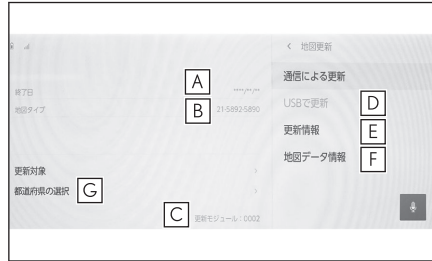 終了日 A ****/**/**
地図タイプ B 21-5892-5890
更新対象 >
都道府県の選択 G >
C 更新モジュール：0002
< 地図更新
通信による更新
USBで更新 D
更新情報 E
地図データ情報 F